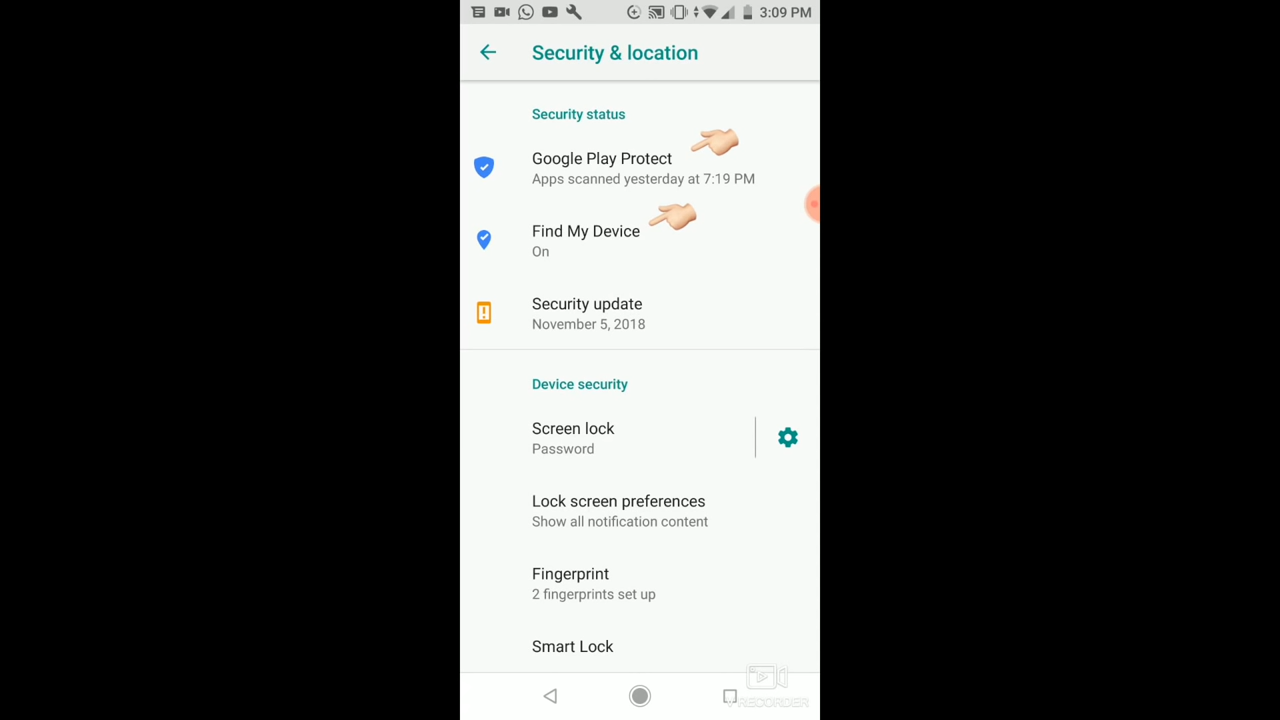 3:09 PM
Security & location
Security status
Google Play Protect
Apps scanned yesterday at 7:19 PM
Find My Device
On
Security update
November 5, 2018
Device security
Screen lock
Password
Lock screen preferences
Show all notification content
Fingerprint
2 fingerprints set up
Smart Lock
V RECORDER